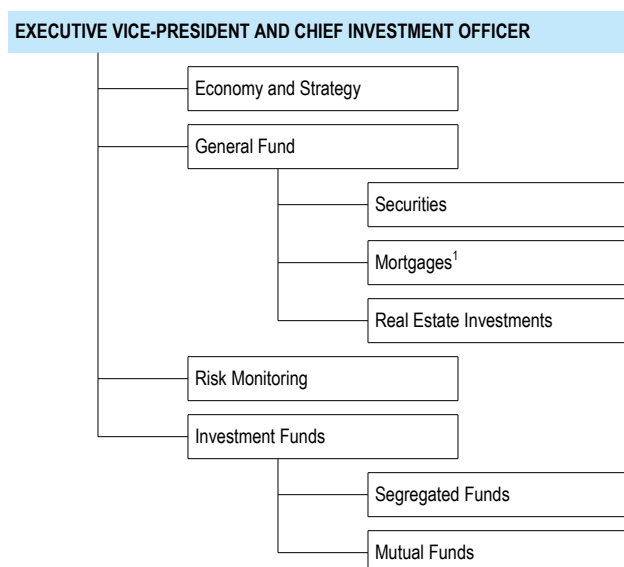 EXECUTIVE VICE-PRESIDENT AND CHIEF INVESTMENT OFFICER
Economy and Strategy
General Fund
Securities
Mortgages¹
Real Estate Investments
Risk Monitoring
Investment Funds
Segregated Funds
Mutual Funds